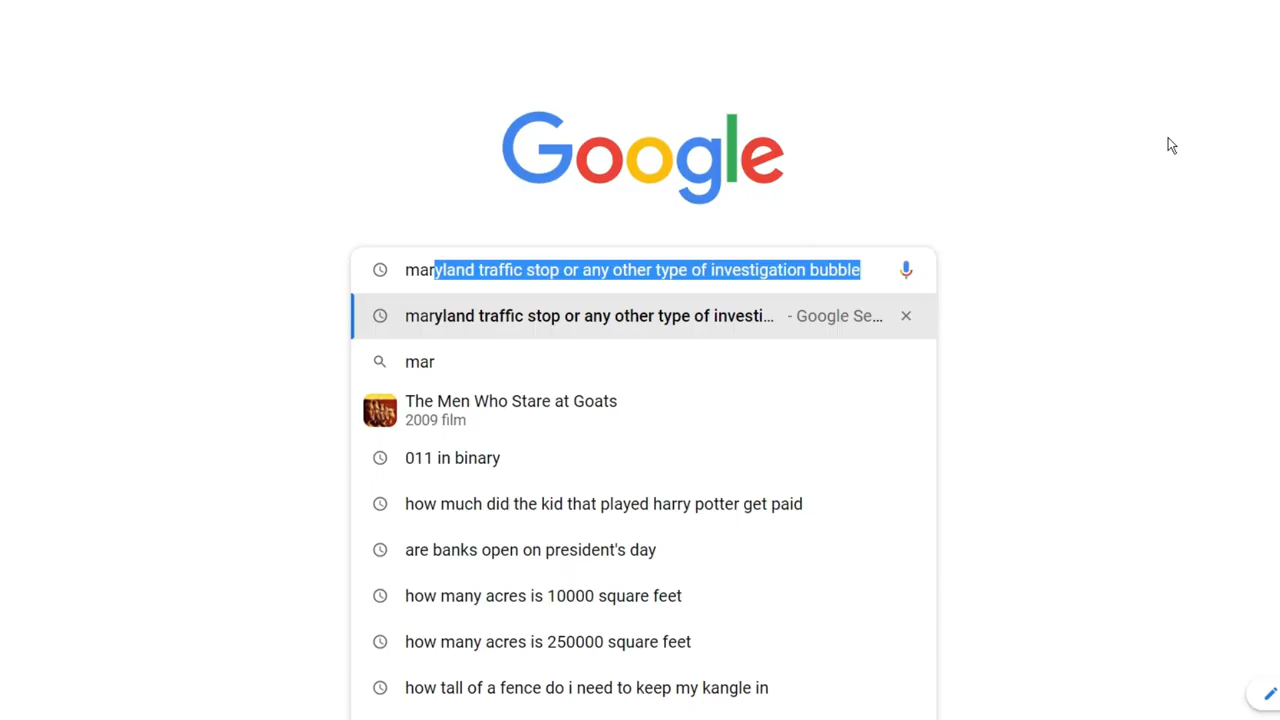 Google
maryland traffic stop or any other type of investigation bubble
maryland traffic stop or any other type of investi... - Google Se...
mar
The Men Who Stare at Goats
2009 film
011 in binary
how much did the kid that played harry potter get paid
are banks open on president's day
how many acres is 10000 square feet
how many acres is 250000 square feet
how tall of a fence do i need to keep my kangle in